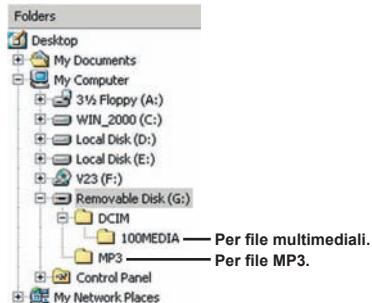 Folders
Desktop
My Documents
My Computer
3½ Floppy (A:)
WIN_2000 (C:)
Local Disk (D:)
Local Disk (E:)
V23 (F:)
Removable Disk (G:)
DCIM
100MEDIA Per file multimediali.
MP3 Per file MP3.
Control Panel
My Network Places